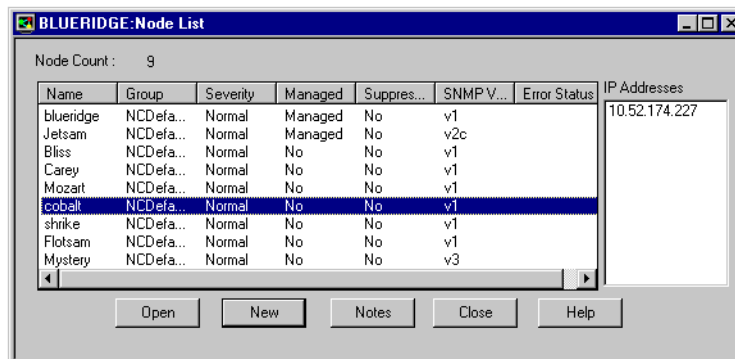 BLUERIDGE:Node List
Node Count : 9
Name Group Severity Managed Suppres... SNMP V... Error Status IP Addresses
blueridge NCDefa... Normal Managed No v1 10.52.174.227
Jetsam NCDefa... Normal Managed No v2c
Bliss NCDefa... Normal No No v1
Carey NCDefa... Normal No No v1
Mozart NCDefa... Normal No No v1
cobalt NCDefa... Normal No No v1
shrike NCDefa... Normal No No v1
Flotsam NCDefa... Normal No No v1
Mystery NCDefa... Normal No No v3
Open New Notes Close Help